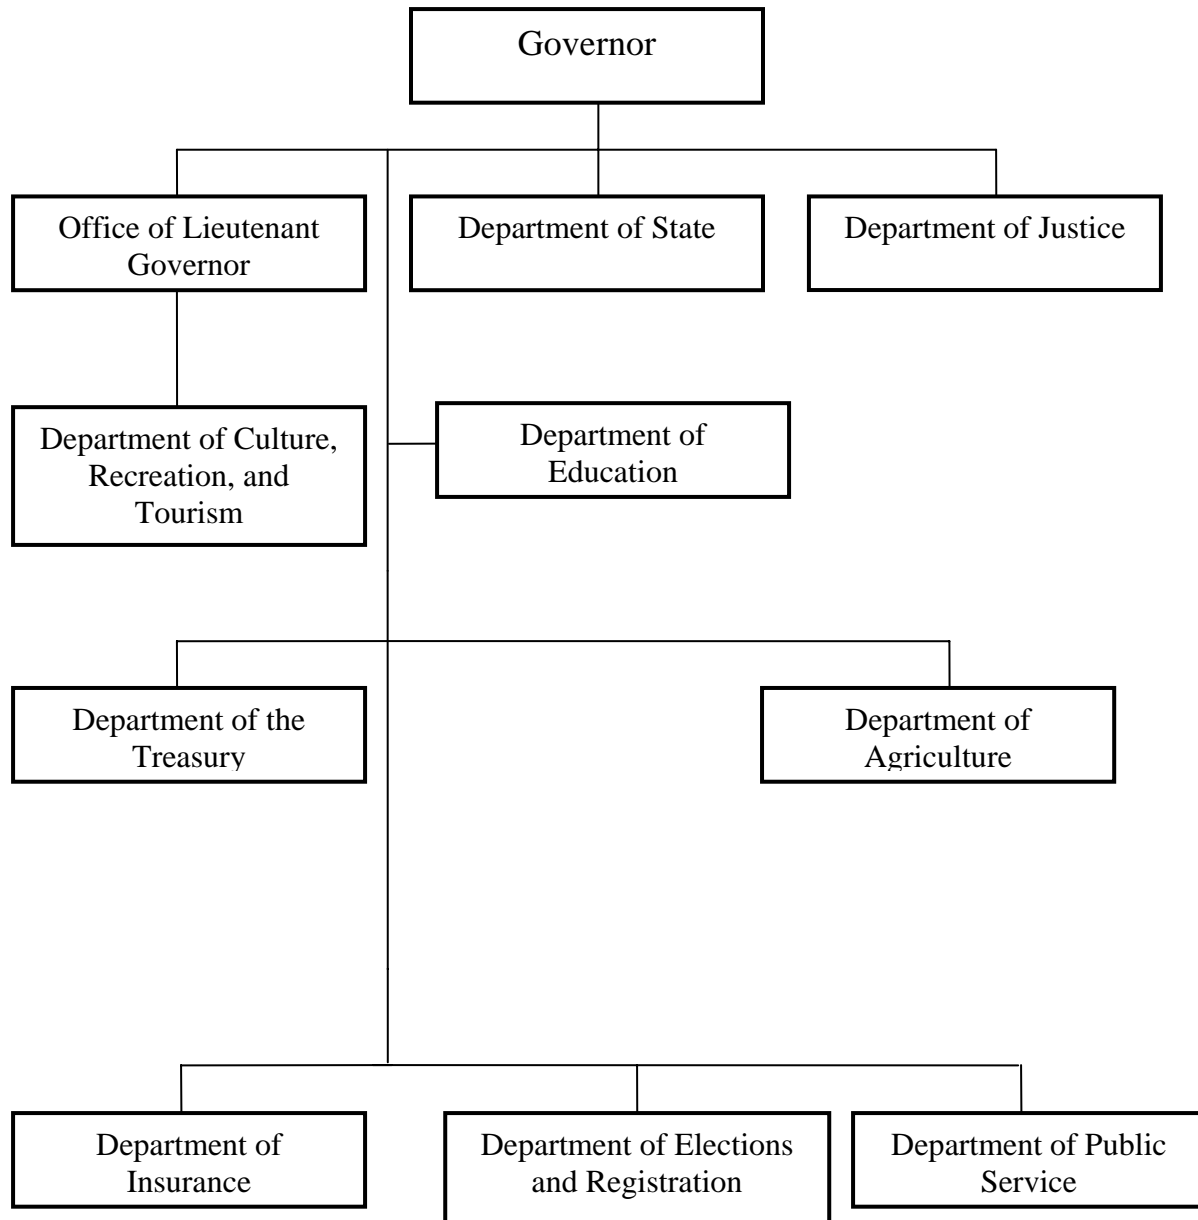 Governor
Office of Lieutenant
Governor
Department of State
Department of Justice
Department of Culture,
Recreation, and
Tourism
Department of
Education
Department of the
Treasury
Department of
Agriculture
Department of
Insurance
Department of Elections
and Registration
Department of Public
Service